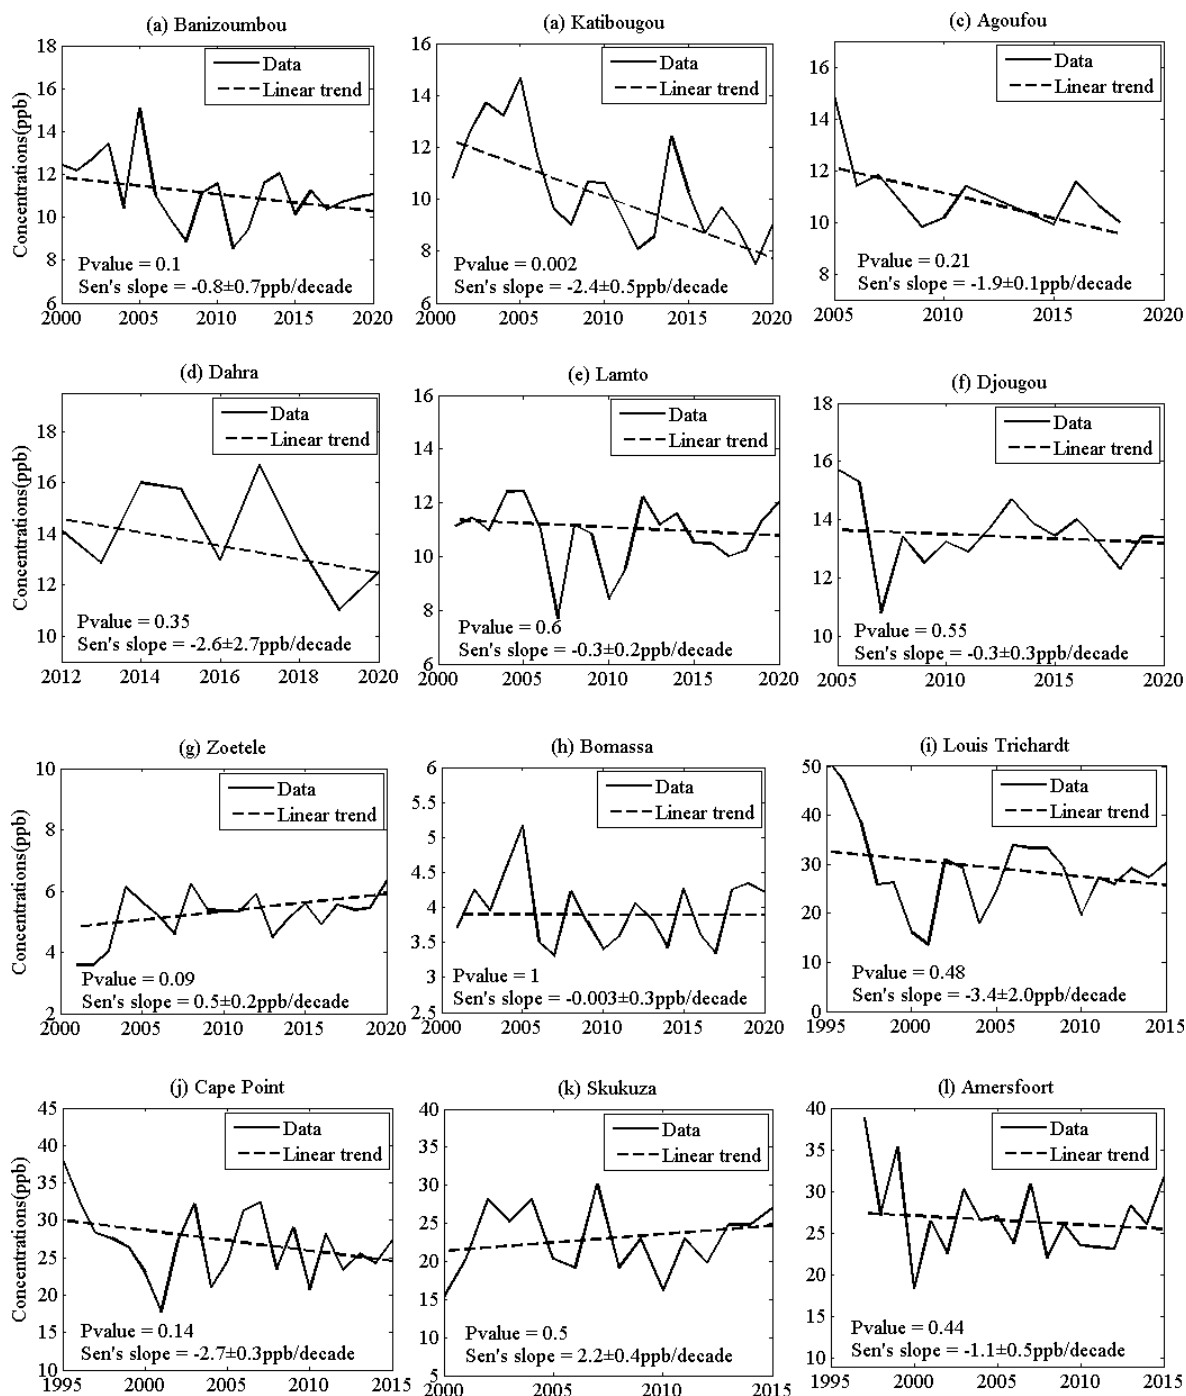 (a) Banizoumbou
Concentrations(ppb)
18
16
14
12
10
8
6
Data
Linear trend
Pvalue = 0.1
Sen's slope = -0.8±0.7ppb/decade
2000 2005 2010 2015 2020
(a) Katibougou
16
14
12
10
8
6
Data
Linear trend
Pvalue = 0.002
Sen's slope = -2.4±0.5ppb/decade
2000 2005 2010 2015 2020
(c) Agoufou
16
14
12
10
8
Data
Linear trend
Pvalue = 0.21
Sen's slope = -1.9±0.1ppb/decade
2005 2010 2015 2020
(d) Dahra
Concentrations(ppb)
18
16
14
12
10
Data
Linear trend
Pvalue = 0.35
Sen's slope = -2.6±2.7ppb/decade
2012 2014 2016 2018 2020
(e) Lamto
16
14
12
10
8
6
Data
Linear trend
Pvalue = 0.6
Sen's slope = -0.3±0.2ppb/decade
2000 2005 2010 2015 2020
(f) Djougou
18
16
14
12
10
Data
Linear trend
Pvalue = 0.55
Sen's slope = -0.3±0.3ppb/decade
2005 2010 2015 2020
(g) Zoetele
Concentrations(ppb)
10
8
6
4
2
Data
Linear trend
Pvalue = 0.09
Sen's slope = 0.5±0.2ppb/decade
2000 2005 2010 2015 2020
(h) Bomassa
6
5.5
5
4.5
4
3.5
3
2.5
Data
Linear trend
Pvalue = 1
Sen's slope = -0.003±0.3ppb/decade
2000 2005 2010 2015 2020
(i) Louis Trichardt
50
40
30
20
10
0
Data
Linear trend
Pvalue = 0.48
Sen's slope = -3.4±2.0ppb/decade
1995 2000 2005 2010 2015
(j) Cape Point
Concentrations(ppb)
45
40
35
30
25
20
15
10
Data
Linear trend
Pvalue = 0.14
Sen's slope = -2.7±0.3ppb/decade
1995 2000 2005 2010 2015
(k) Skukuza
40
35
30
25
20
15
10
5
Data
Linear trend
Pvalue = 0.5
Sen's slope = 2.2±0.4ppb/decade
2000 2005 2010 2015
(l) Amersfoort
40
35
30
25
20
15
10
Data
Linear trend
Pvalue = 0.44
Sen's slope = -1.1±0.5ppb/decade
1995 2000 2005 2010 2015